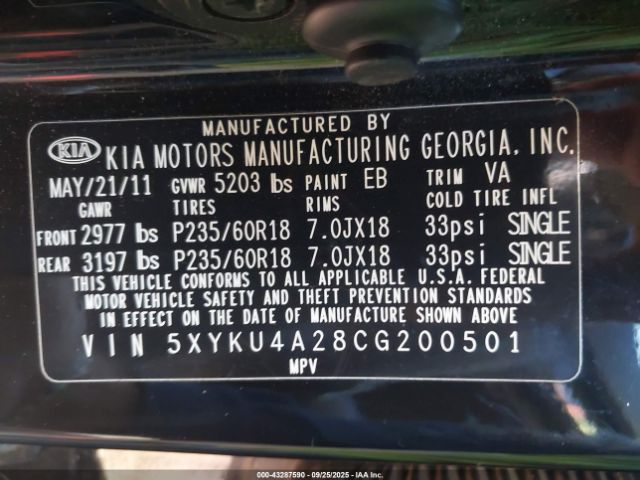 MANUFACTURED BY
KIA KIA MOTORS MANUFACTURING GEORGIA, INC.
MAY/21/11 GVWR 5203 lbs PAINT EB TRIM VA
GAWR TIRES RIMS COLD TIRE INFL
FRONT 2977 lbs P235/60R18 7.0JX18 33psi SINGLE
REAR 3197 lbs P235/60R18 7.0JX18 33psi SINGLE
THIS VEHICLE CONFORMS TO ALL APPLICABLE U.S.A. FEDERAL
MOTOR VEHICLE SAFETY AND THEFT PREVENTION STANDARDS
IN EFFECT ON THE DATE OF MANUFACTURE SHOWN ABOVE
VIN 5XYKU4A28CG200501
MPV
© - 43287590 - 09/25/2025 - IAA, Inc.